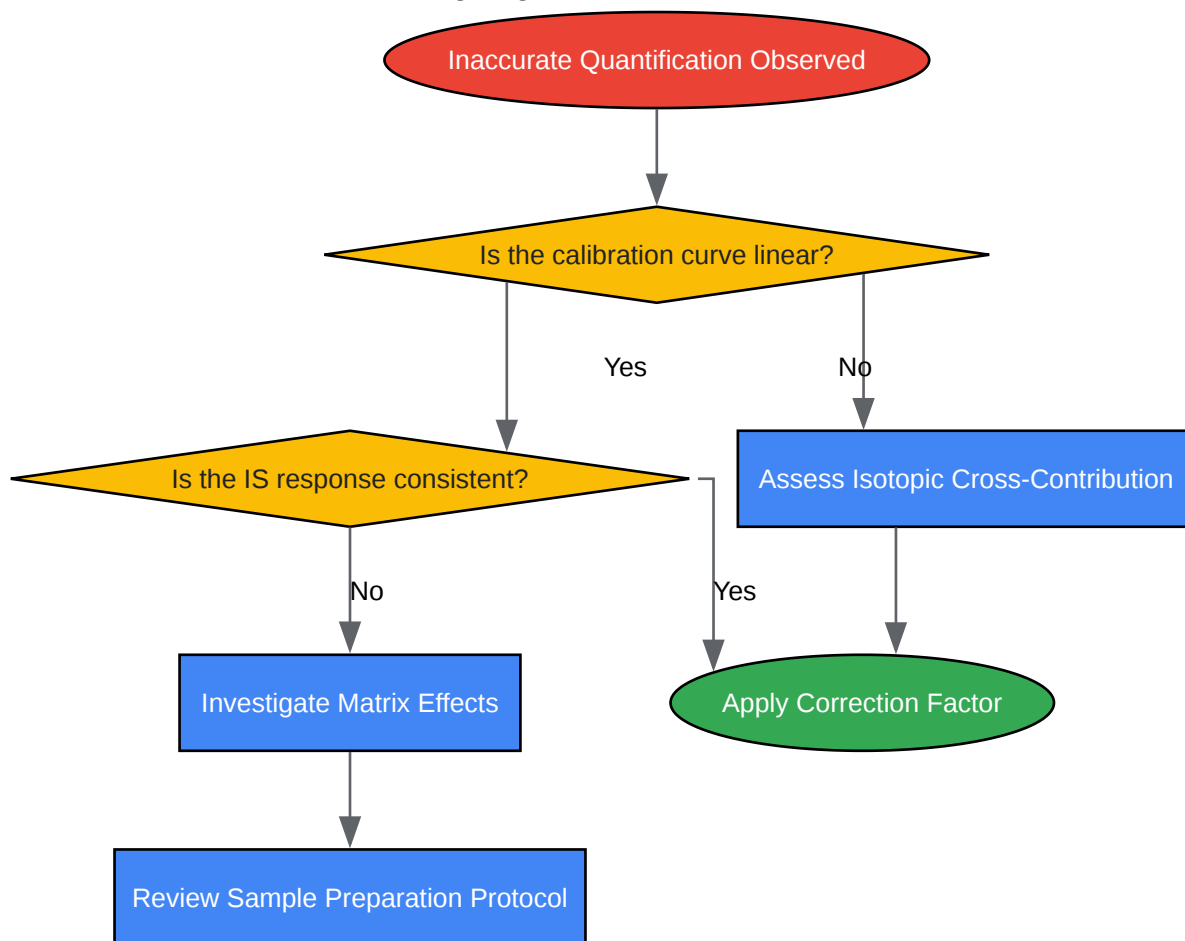 Inaccurate Quantification Observed
Is the calibration curve linear?
Yes
No
Is the IS response consistent?
Assess Isotopic Cross-Contribution
No
Yes
Investigate Matrix Effects
Apply Correction Factor
Review Sample Preparation Protocol